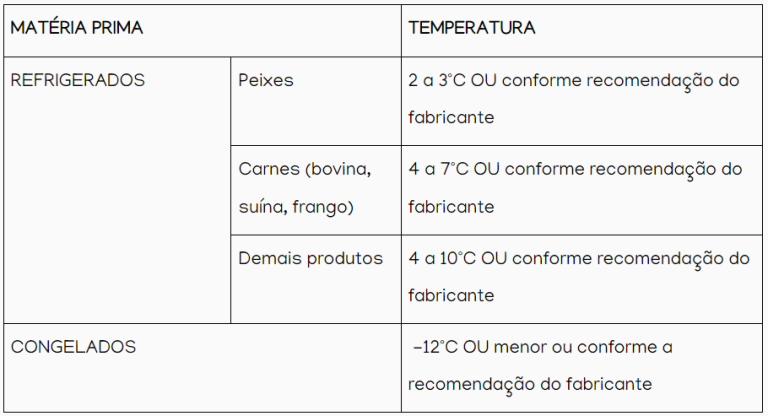 MATÉRIA PRIMA
TEMPERATURA
REFRIGERADOS
Peixes
2 a 3°C OU conforme recomendação do
fabricante
Carnes (bovina,
suína, frango)
4 a 7°C OU conforme recomendação do
fabricante
Demais produtos
4 a 10°C OU conforme recomendação do
fabricante
CONGELADOS
-12°C OU menor ou conforme a
recomendação do fabricante